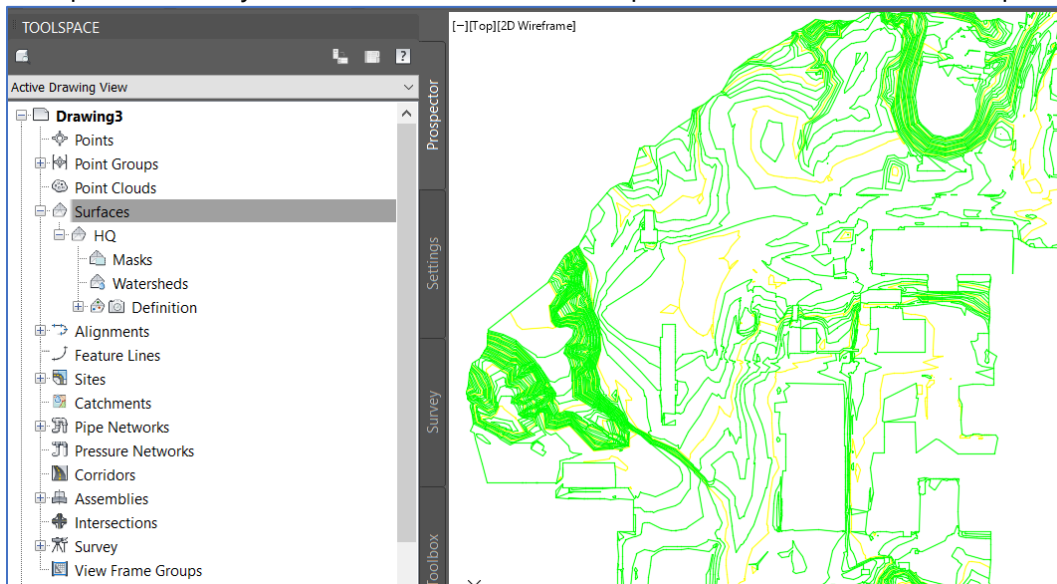 TOOLSPACE
[−][Top][2D Wireframe]
?
Active Drawing View
Drawing3
Points
Point Groups
Point Clouds
Surfaces
HQ
Masks
Watersheds
Definition
Alignments
Feature Lines
Sites
Catchments
Pipe Networks
Pressure Networks
Corridors
Assemblies
Intersections
Survey
View Frame Groups
Prospector
Settings
Survey
Toolbox